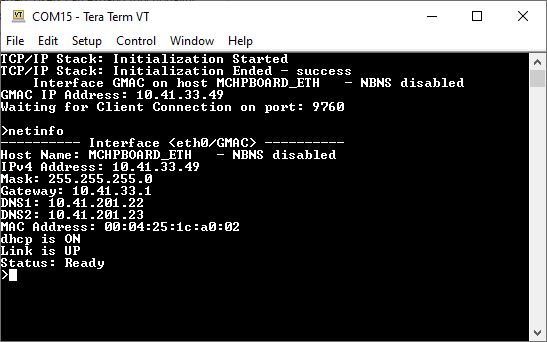 COM15 - Tera Term VT
File Edit Setup Control Window Help
TCP/IP Stack: Initialization Started
TCP/IP Stack: Initialization Ended - success
    Interface GMAC on host MCHPBOARD_ETH   - NBNS disabled
GMAC IP Address: 10.41.33.49
Waiting for Client Connection on port: 9760
>netinfo
---------- Interface <eth0/GMAC> ----------
Host Name: MCHPBOARD_ETH   - NBNS disabled
IPv4 Address: 10.41.33.49
Mask: 255.255.255.0
Gateway: 10.41.33.1
DNS1: 10.41.201.22
DNS2: 10.41.201.23
MAC Address: 00:04:25:1c:a0:02
dhcp is ON
Link is UP
Status: Ready
>